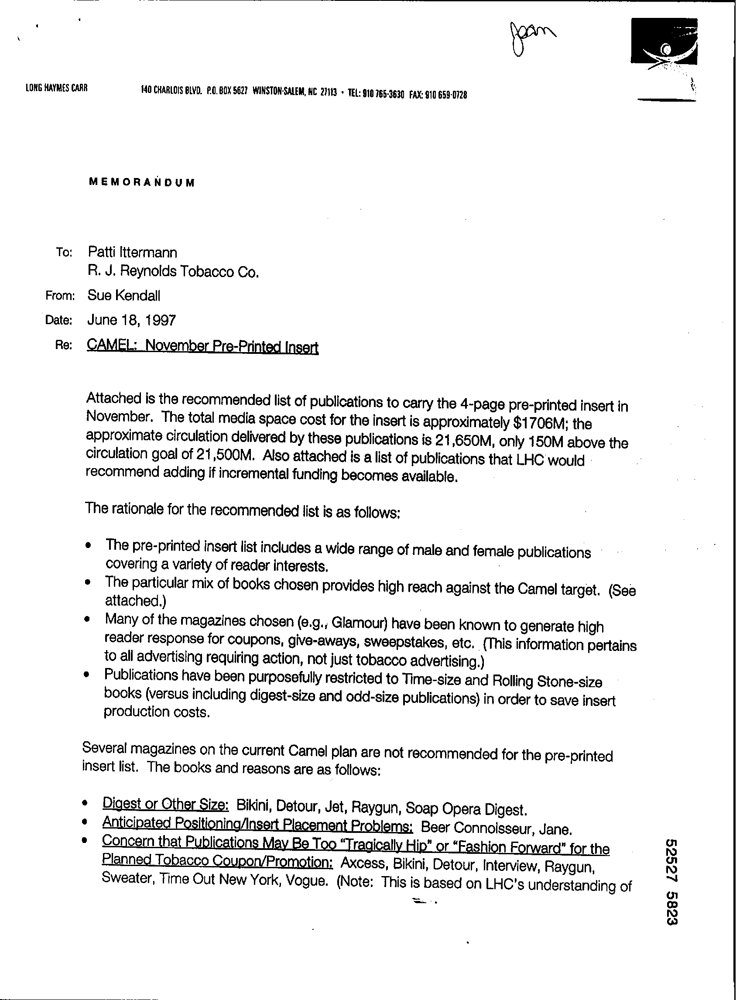 Jean
LONG HAYMES CARR 140 CHARLOIS BLVD. P.O. BOX 5627 WINSTON-SALEM, NC 27113 • TEL: 910 765-3630 FAX: 910 659-0728
MEMORANDUM
To: Patti Ittermann
R. J. Reynolds Tobacco Co.
From: Sue Kendall
Date: June 18, 1997
Re: CAMEL: November Pre-Printed Insert
Attached is the recommended list of publications to carry the 4-page pre-printed insert in
November. The total media space cost for the insert is approximately $1706M; the
approximate circulation delivered by these publications is 21,650M, only 150M above the
circulation goal of 21,500M. Also attached is a list of publications that LHC would
recommend adding if incremental funding becomes available.
The rationale for the recommended list is as follows:
• The pre-printed insert list includes a wide range of male and female publications
covering a variety of reader interests.
• The particular mix of books chosen provides high reach against the Camel target. (See
attached.)
• Many of the magazines chosen (e.g., Glamour) have been known to generate high
reader response for coupons, give-aways, sweepstakes, etc. (This information pertains
to all advertising requiring action, not just tobacco advertising.)
• Publications have been purposefully restricted to Time-size and Rolling Stone-size
books (versus including digest-size and odd-size publications) in order to save insert
production costs.
Several magazines on the current Camel plan are not recommended for the pre-printed
insert list. The books and reasons are as follows:
• Digest or Other Size: Bikini, Detour, Jet, Raygun, Soap Opera Digest.
• Anticipated Positioning/Insert Placement Problems: Beer Connoisseur, Jane.
• Concern that Publications May Be Too "Tragically Hip" or "Fashion Forward" for the
Planned Tobacco Coupon/Promotion: Axcess, Bikini, Detour, Interview, Raygun,
Sweater, Time Out New York, Vogue. (Note: This is based on LHC's understanding of
52527 5823